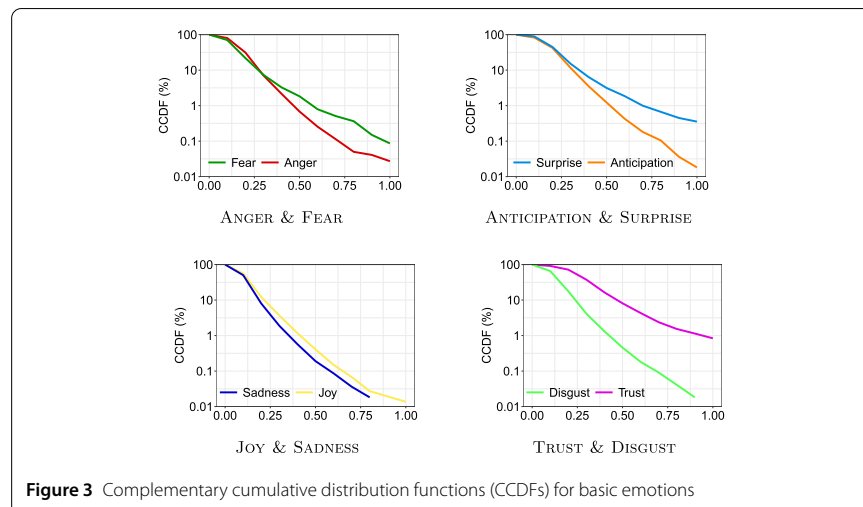 100
10
1
0.1
0.01
CCDF (%)
Fear Anger
0.00 0.25 0.50 0.75 1.00
ANGER & FEAR
100
10
1
0.1
0.01
CCDF (%)
Surprise Anticipation
0.00 0.25 0.50 0.75 1.00
ANTICIPATION & SURPRISE
100
10
1
0.1
0.01
CCDF (%)
Sadness Joy
0.00 0.25 0.50 0.75 1.00
JOY & SADNESS
100
10
1
0.1
0.01
CCDF (%)
Disgust Trust
0.00 0.25 0.50 0.75 1.00
TRUST & DISGUST
Figure 3 Complementary cumulative distribution functions (CCDFs) for basic emotions